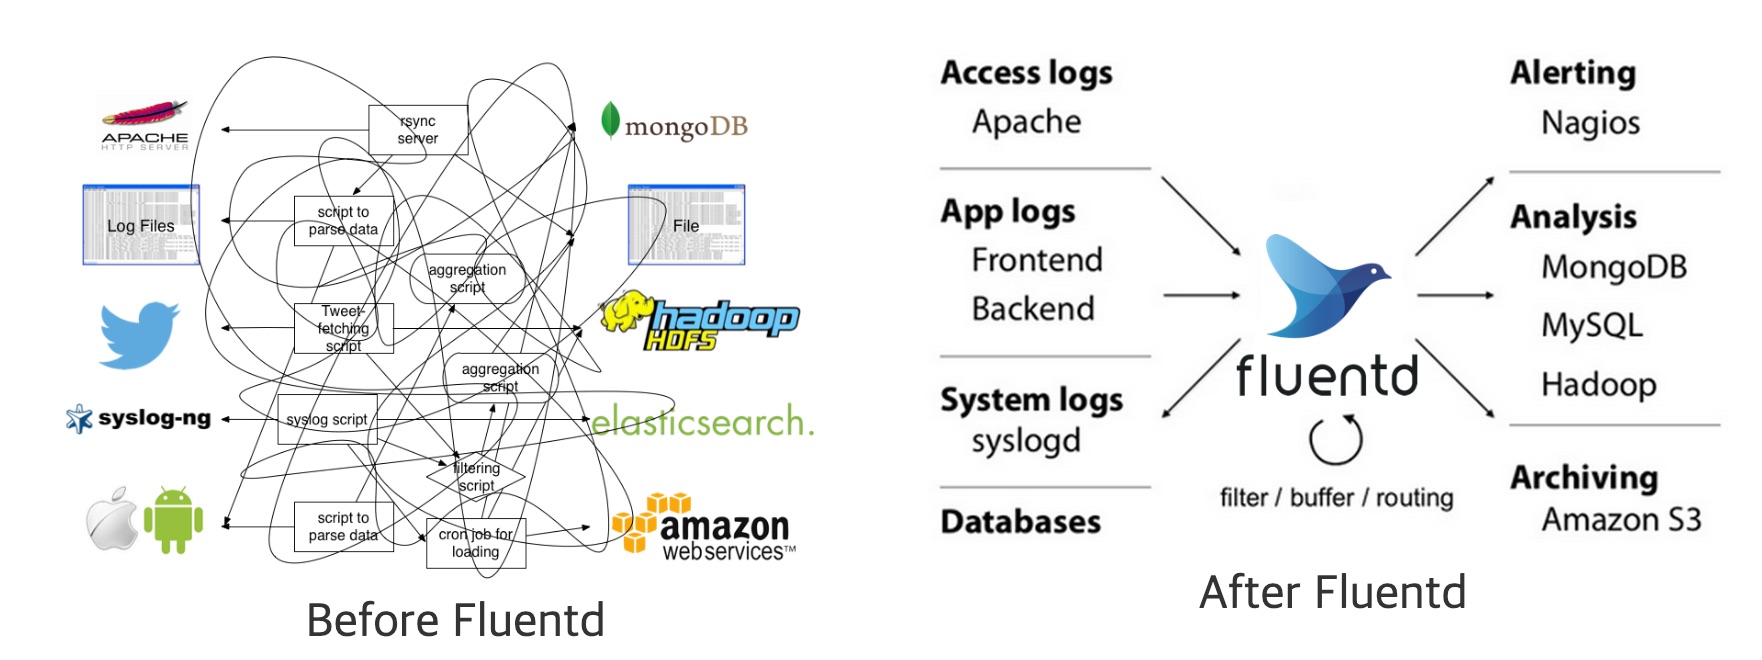 APACHE
HTTP SERVER
rsync
server
mongoDB
Log Files
script to
parse data
File
aggregation
script
Tweet-
fetching
script
hadoop
HDFS
aggregation
script
syslog-ng
syslog script
elasticsearch.
filtering
script
script to
parse data
cron job for
loading
amazon
webservices™
Before Fluentd
Access logs
Apache
App logs
Frontend
Backend
System logs
syslogd
Databases
fluentd
filter / buffer / routing
Alerting
Nagios
Analysis
MongoDB
MySQL
Hadoop
Archiving
Amazon S3
After Fluentd